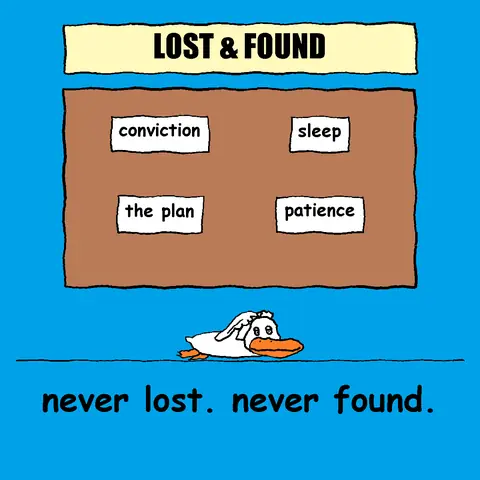 LOST & FOUND
conviction
sleep
the plan
patience
never lost. never found.